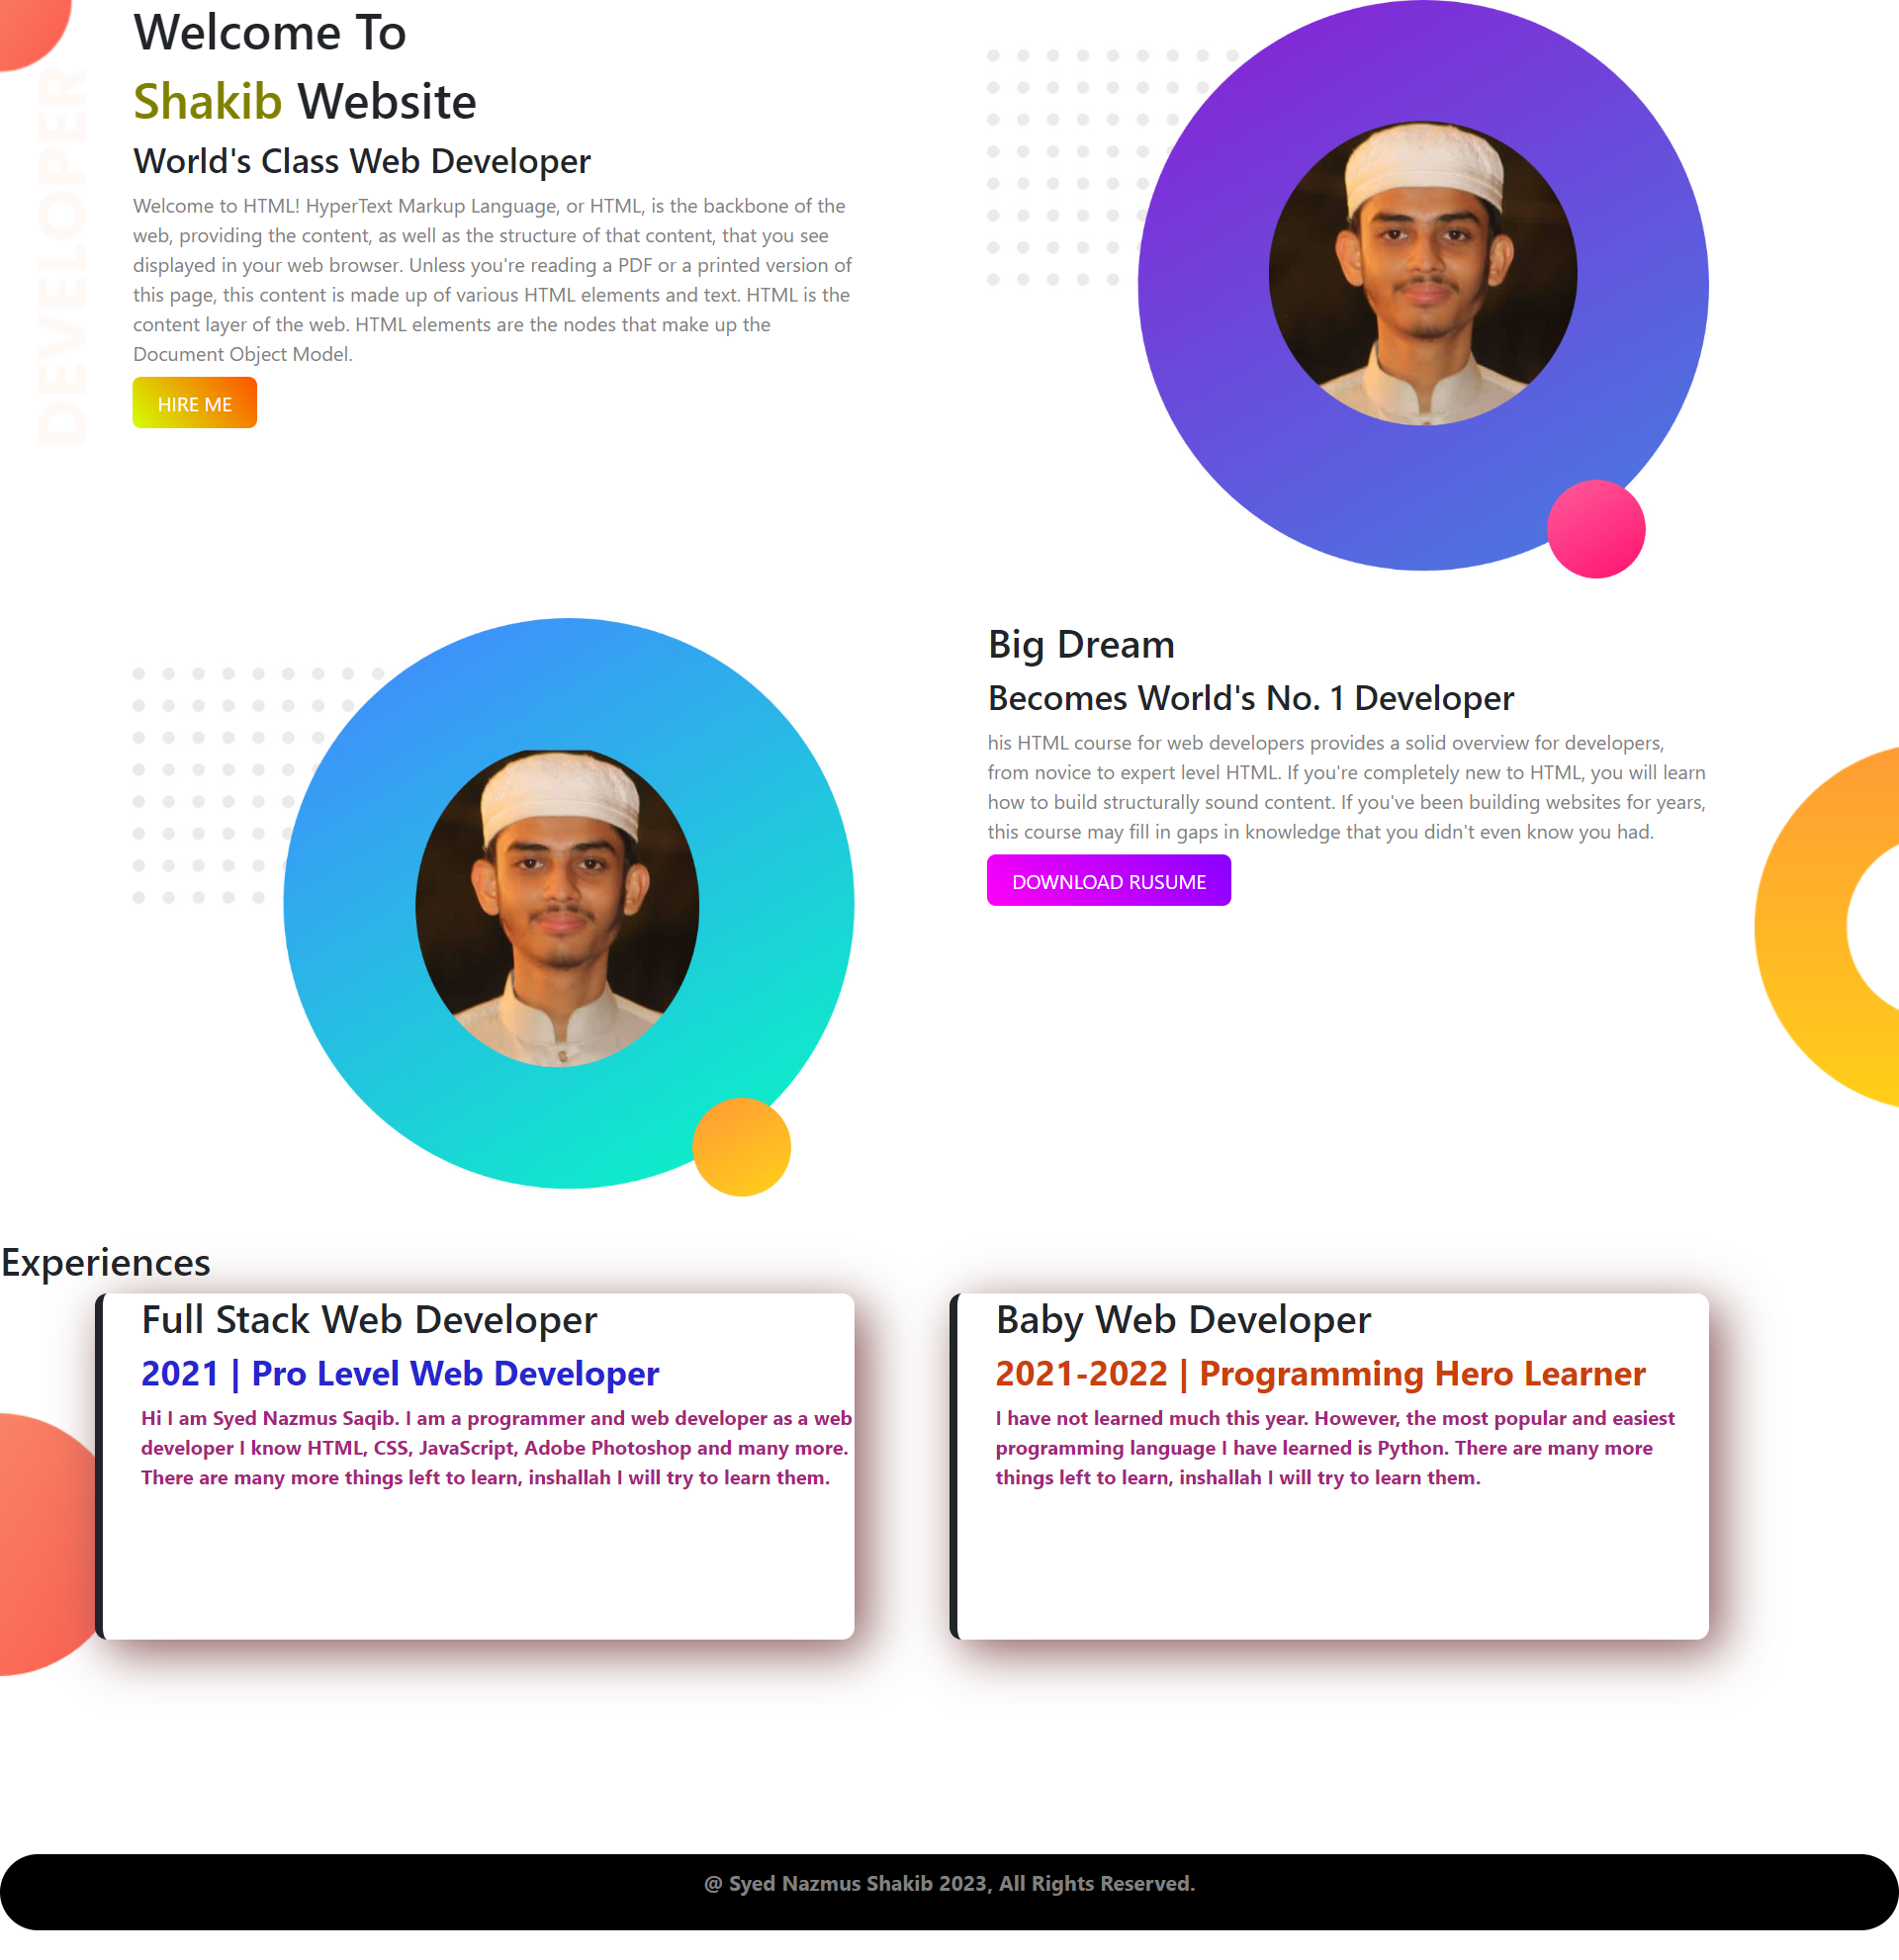 DEVELOPER
Welcome To
Shakib Website
World's Class Web Developer
Welcome to HTML! HyperText Markup Language, or HTML, is the backbone of the
web, providing the content, as well as the structure of that content, that you see
displayed in your web browser. Unless you're reading a PDF or a printed version of
this page, this content is made up of various HTML elements and text. HTML is the
content layer of the web. HTML elements are the nodes that make up the
Document Object Model.
HIRE ME
Big Dream
Becomes World's No. 1 Developer
his HTML course for web developers provides a solid overview for developers,
from novice to expert level HTML. If you're completely new to HTML, you will learn
how to build structurally sound content. If you've been building websites for years,
this course may fill in gaps in knowledge that you didn't even know you had.
DOWNLOAD RUSUME
Experiences
Full Stack Web Developer
2021 | Pro Level Web Developer
Hi I am Syed Nazmus Saqib. I am a programmer and web developer as a web
developer I know HTML, CSS, JavaScript, Adobe Photoshop and many more.
There are many more things left to learn, inshallah I will try to learn them.
Baby Web Developer
2021-2022 | Programming Hero Learner
I have not learned much this year. However, the most popular and easiest
programming language I have learned is Python. There are many more
things left to learn, inshallah I will try to learn them.
@ Syed Nazmus Shakib 2023, All Rights Reserved.